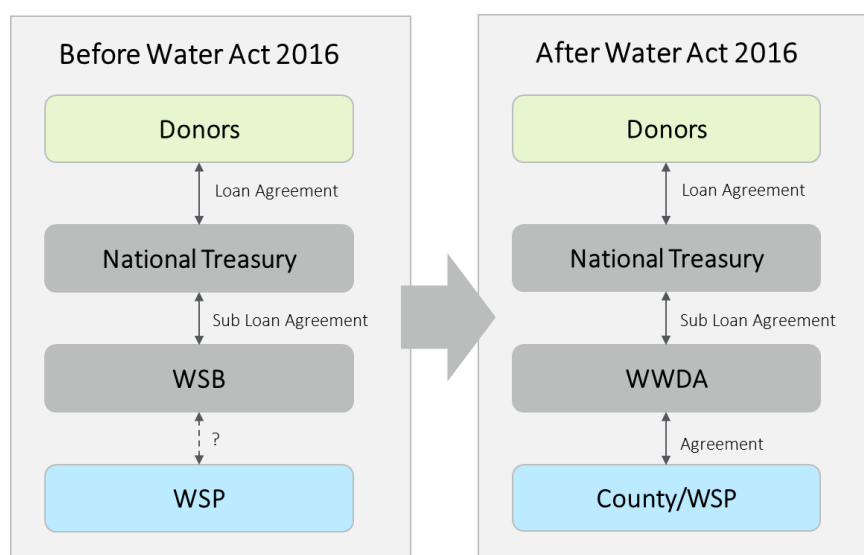 Before Water Act 2016
Donors
Loan Agreement
National Treasury
Sub Loan Agreement
WSB
?
WSP
After Water Act 2016
Donors
Loan Agreement
National Treasury
Sub Loan Agreement
WWDA
Agreement
County/WSP